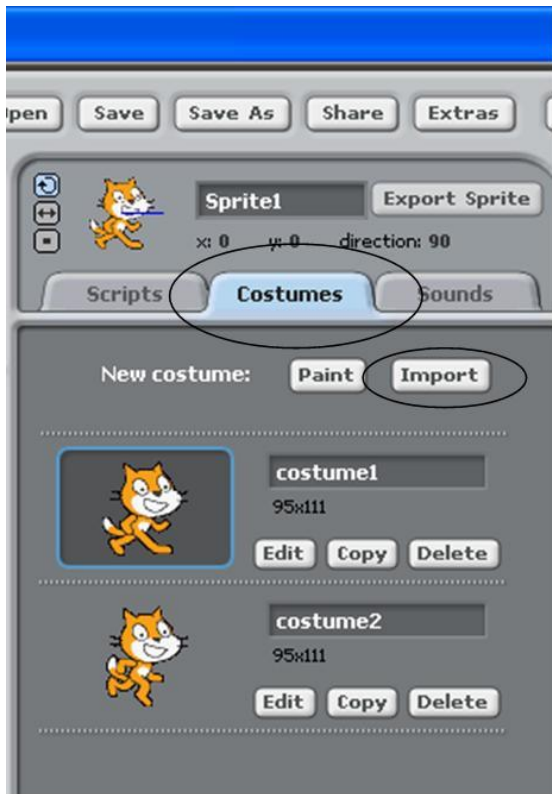 Open Save Save As Share Extras
Sprite1 Export Sprite
x: 0 y: 0 direction: 90
Scripts Costumes Sounds
New costume: Paint Import
costume1
95x111
Edit Copy Delete
costume2
95x111
Edit Copy Delete